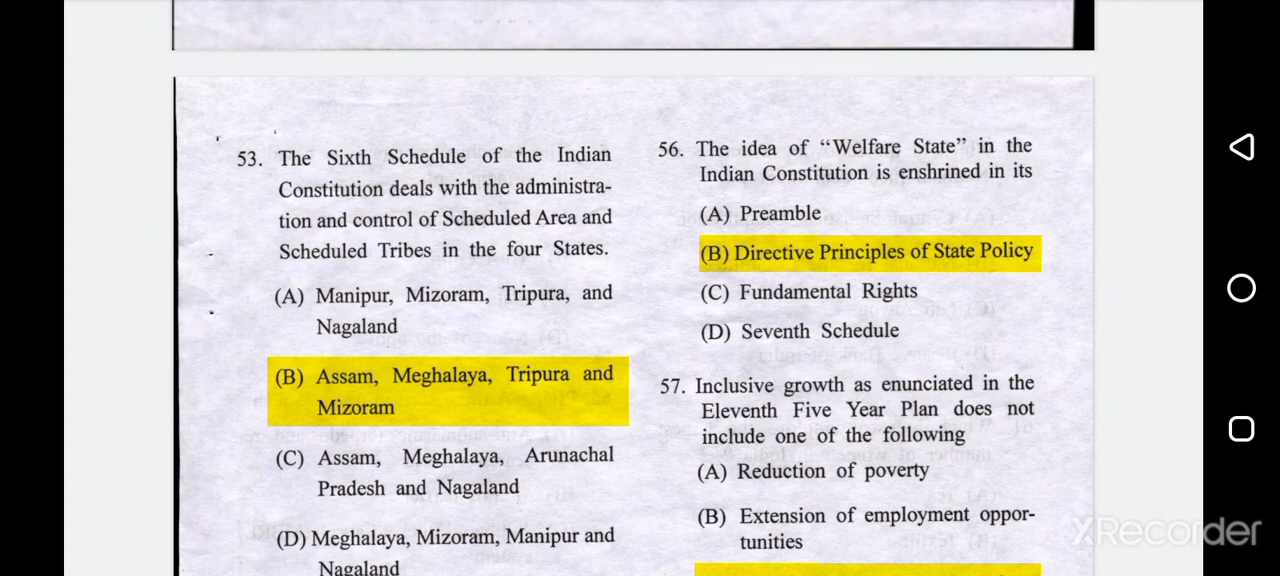 53. The Sixth Schedule of the Indian
Constitution deals with the administra-
tion and control of Scheduled Area and
Scheduled Tribes in the four States.
(A) Manipur, Mizoram, Tripura, and
Nagaland
(B) Assam, Meghalaya, Tripura and
Mizoram
(C) Assam, Meghalaya, Arunachal
Pradesh and Nagaland
(D) Meghalaya, Mizoram, Manipur and
Nagaland
56. The idea of “Welfare State” in the
Indian Constitution is enshrined in its
(A) Preamble
(B) Directive Principles of State Policy
(C) Fundamental Rights
(D) Seventh Schedule
57. Inclusive growth as enunciated in the
Eleventh Five Year Plan does not
include one of the following
(A) Reduction of poverty
(B) Extension of employment oppor-
tunities
XRecorder